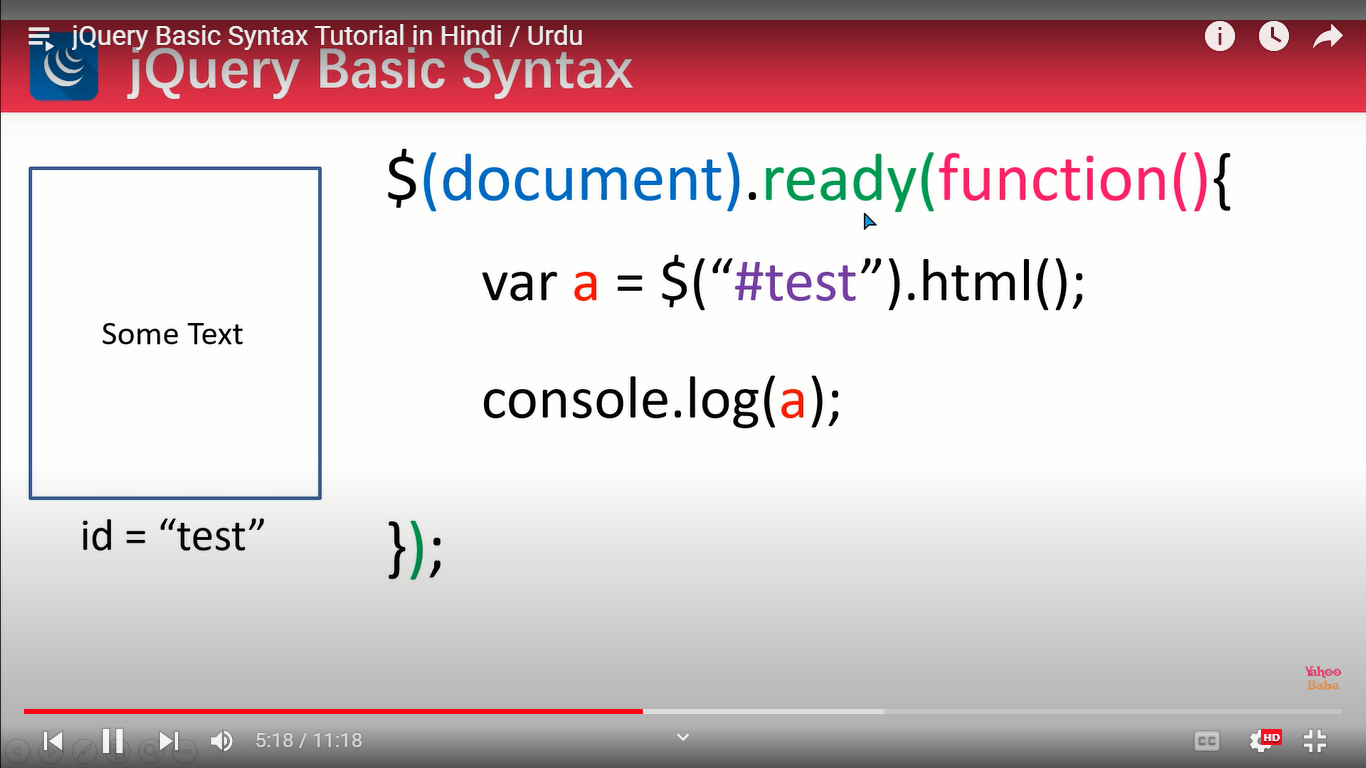 jQuery Basic Syntax Tutorial in Hindi / Urdu
jQuery Basic Syntax
$(document).ready(function(){
var a = $(“#test”).html();
Some Text
console.log(a);
id = “test”
});
Yahoo
Baba
5:18 / 11:18
CC
HD